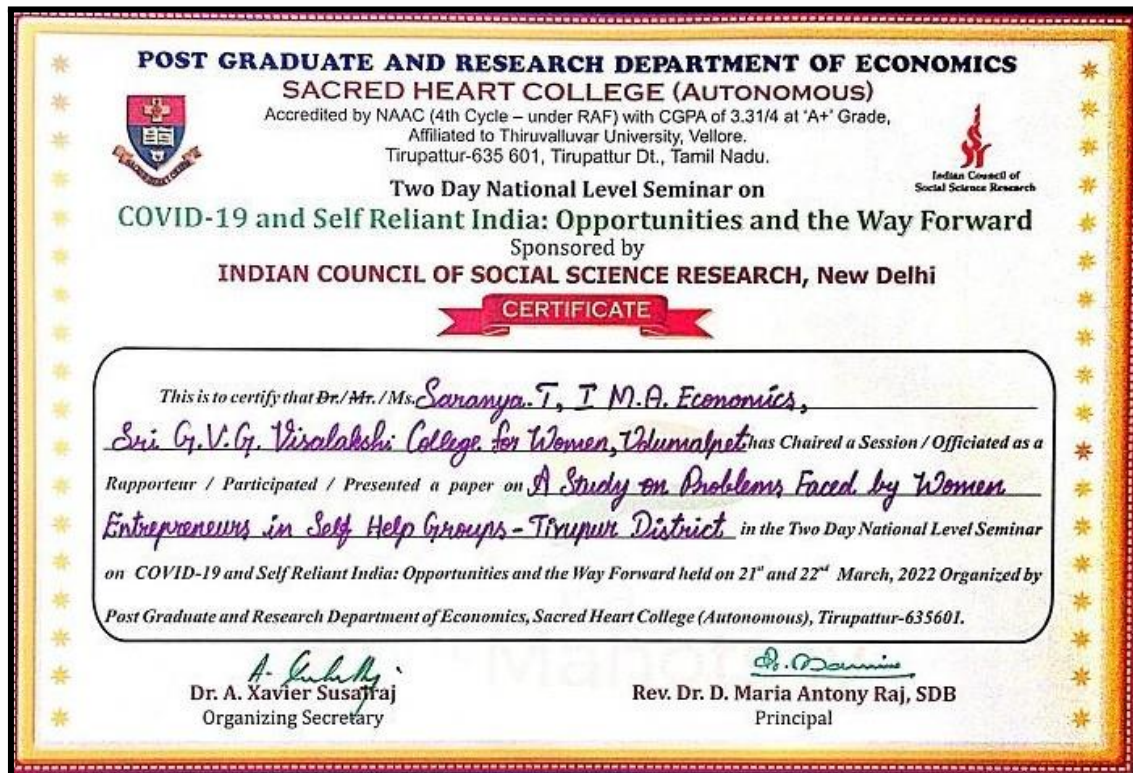 POST GRADUATE AND RESEARCH DEPARTMENT OF ECONOMICS
SACRED HEART COLLEGE (AUTONOMOUS)
Accredited by NAAC (4th Cycle – under RAF) with CGPA of 3.31/4 at 'A+' Grade,
Affiliated to Thiruvalluvar University, Vellore.
Tirupattur-635 601, Tirupattur Dt., Tamil Nadu.
Indian Council of
Social Science Research
Two Day National Level Seminar on
COVID-19 and Self Reliant India: Opportunities and the Way Forward
Sponsored by
INDIAN COUNCIL OF SOCIAL SCIENCE RESEARCH, New Delhi
CERTIFICATE
This is to certify that Dr./Mr./Ms. Saranya.T, I M.A. Economics,
Sri G.V.G. Visalakshi College for Women, Udumalpet has Chaired a Session / Officiated as a
Rapporteur / Participated / Presented a paper on A Study on Problems Faced by Women
Entrepreneurs in Self Help Groups - Tirupur District in the Two Day National Level Seminar
on COVID-19 and Self Reliant India: Opportunities and the Way Forward held on 21st and 22nd March, 2022 Organized by
Post Graduate and Research Department of Economics, Sacred Heart College (Autonomous), Tirupattur-635601.
Dr. A. Xavier Susairaj
Organizing Secretary
Rev. Dr. D. Maria Antony Raj, SDB
Principal